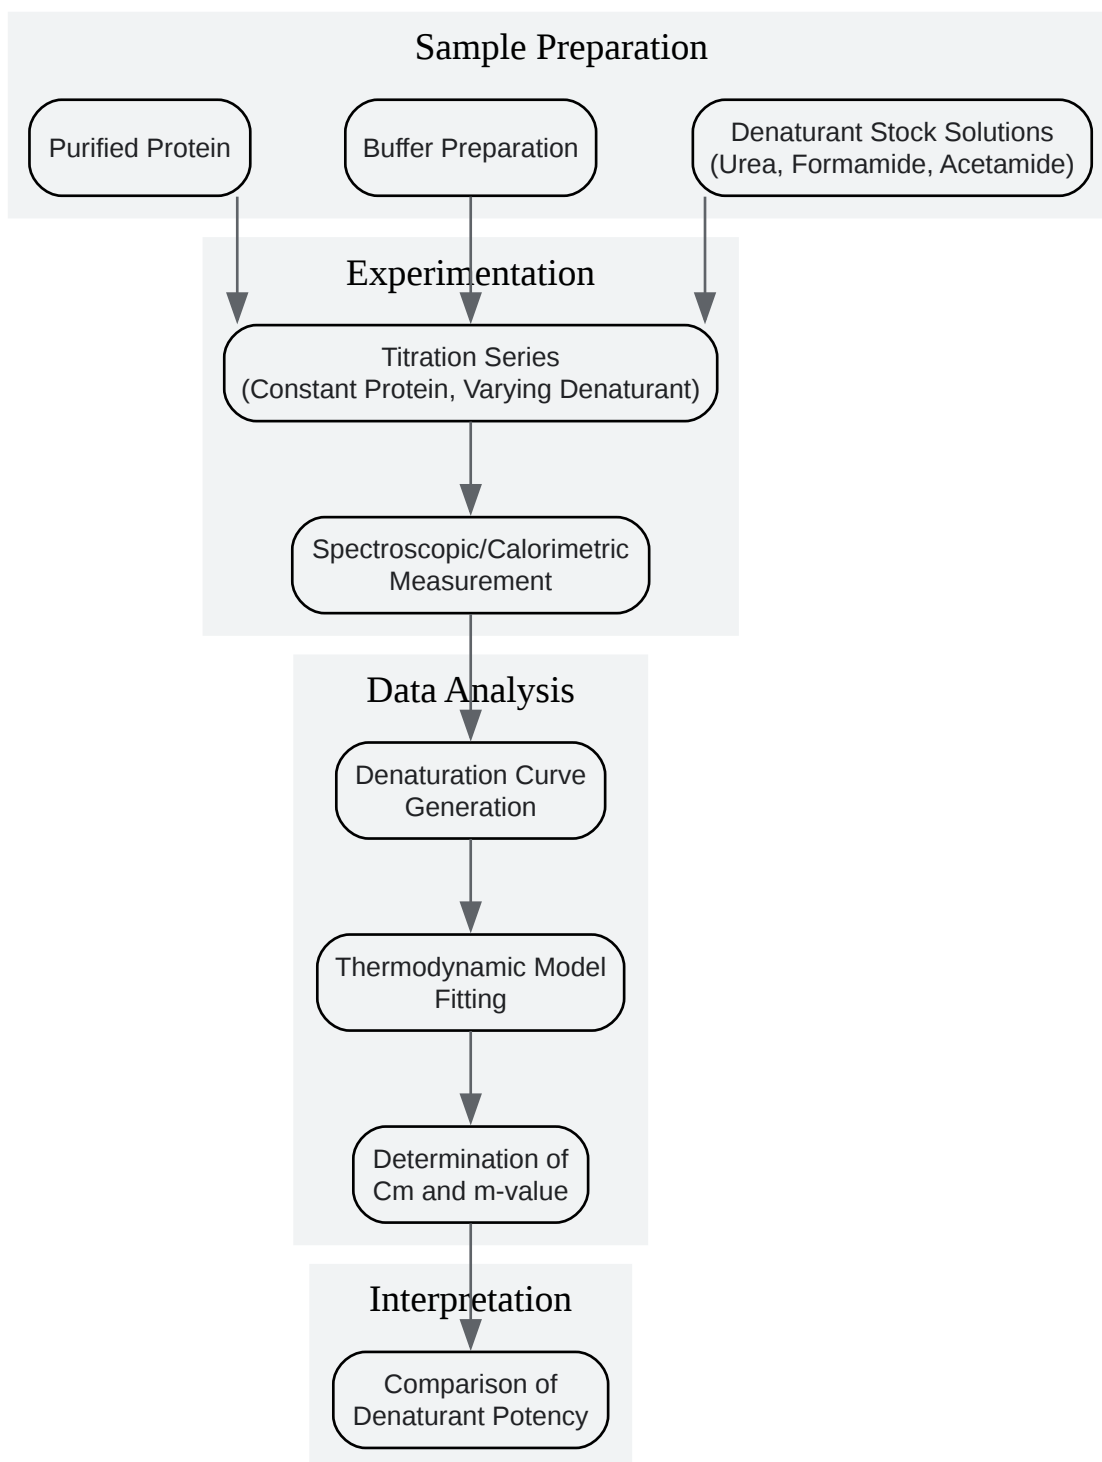 Sample Preparation
Purified Protein
Buffer Preparation
Denaturant Stock Solutions
(Urea, Formamide, Acetamide)
Experimentation
Titration Series
(Constant Protein, Varying Denaturant)
Spectroscopic/Calorimetric
Measurement
Data Analysis
Denaturation Curve
Generation
Thermodynamic Model
Fitting
Determination of
Cm and m-value
Interpretation
Comparison of
Denaturant Potency